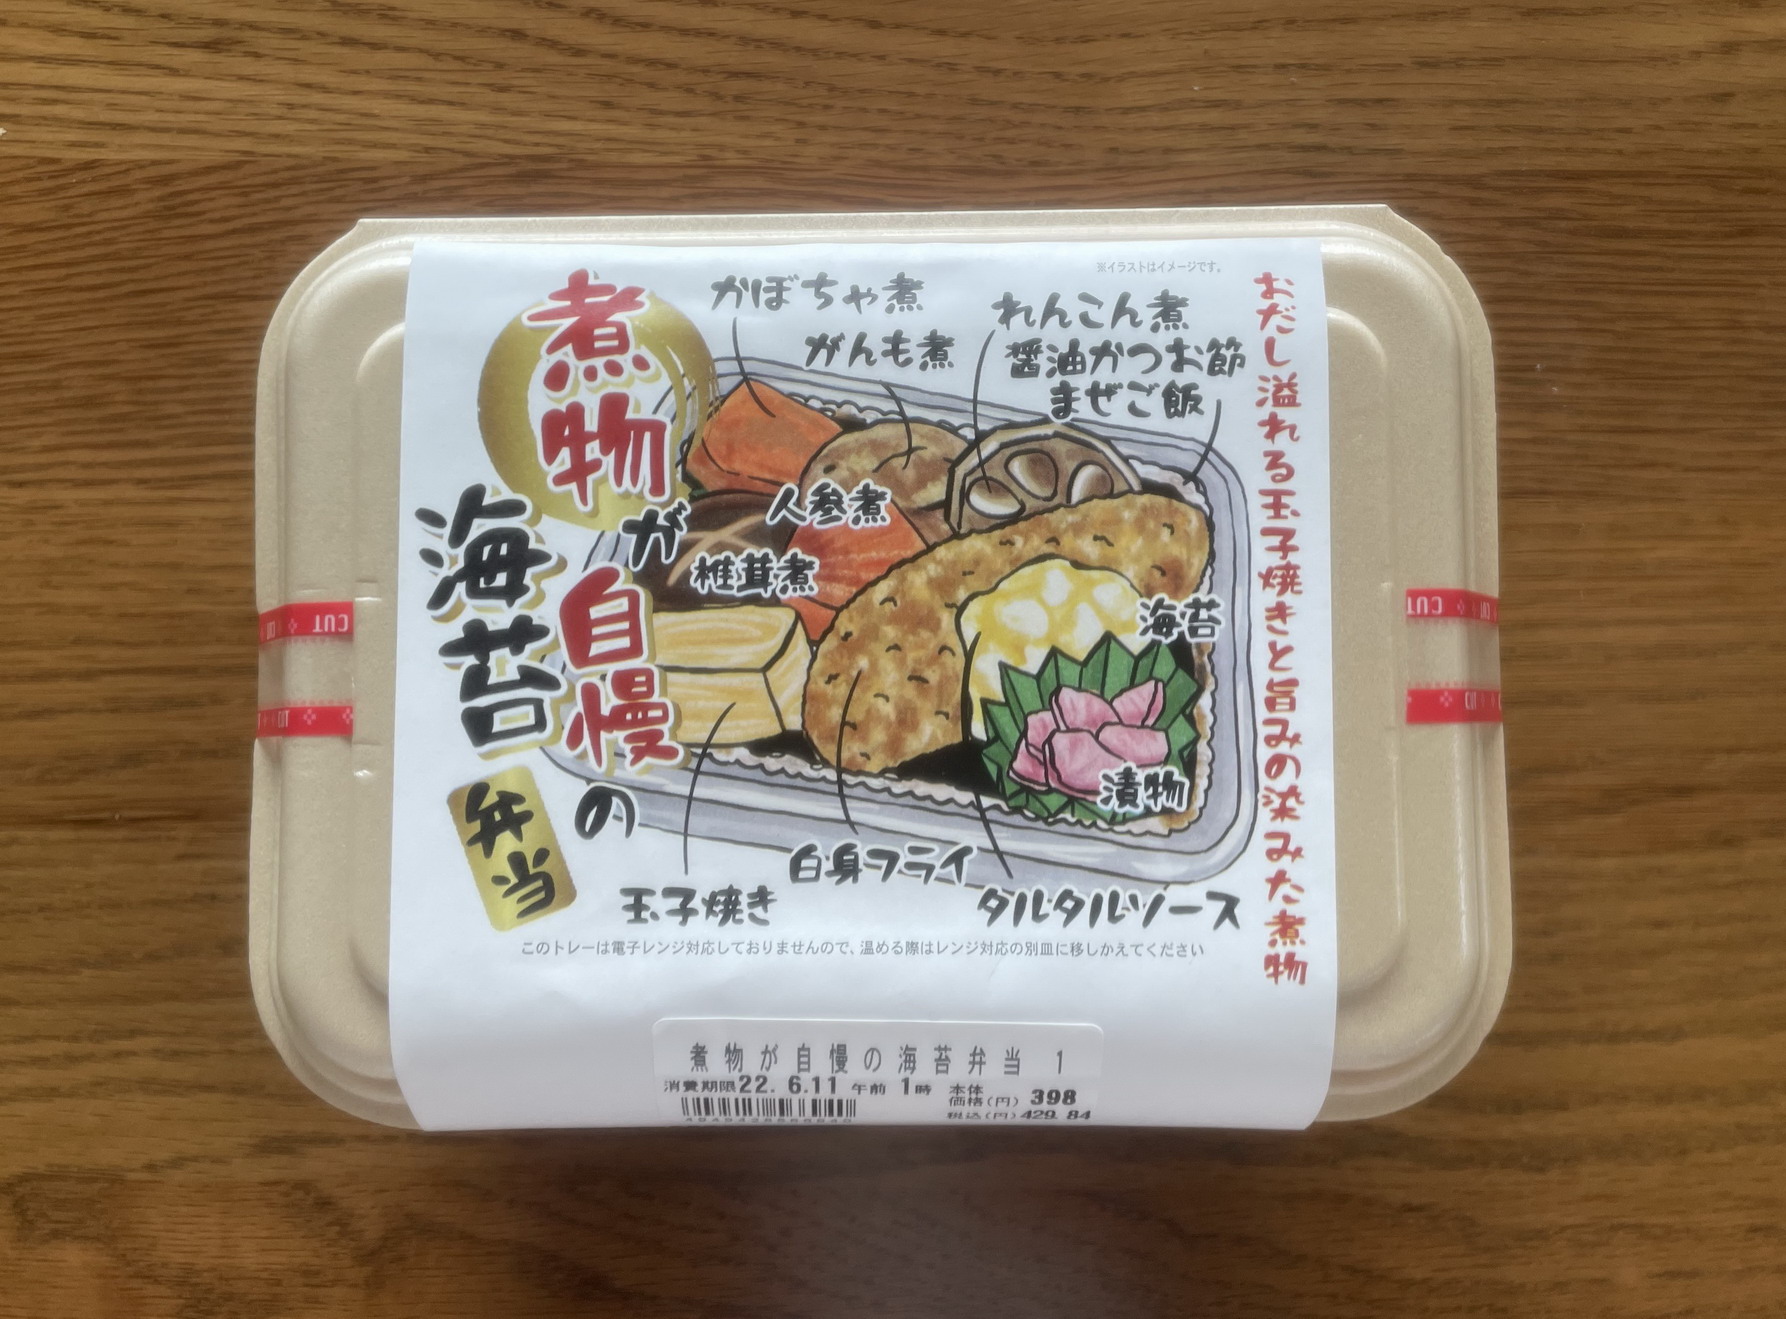 煮物が自慢の
海苔弁当
かぼちゃ煮
がんも煮
※イラストはイメージです。
れんこん煮
醤油かつお節
まぜご飯
おだし溢れる玉子焼きと旨みの染みた煮物
人参煮
椎茸煮
海苔
漬物
白身フライ
玉子焼き
タルタルソース
このトレーは電子レンジ対応しておりませんので、温める際はレンジ対応の別皿に移しかえてください
CUT
CUT
CUT
CUT
煮物が自慢の海苔弁当 1
消費期限22. 6.11 午前 1時
本体価格(円) 398
税込(円) 429. 84